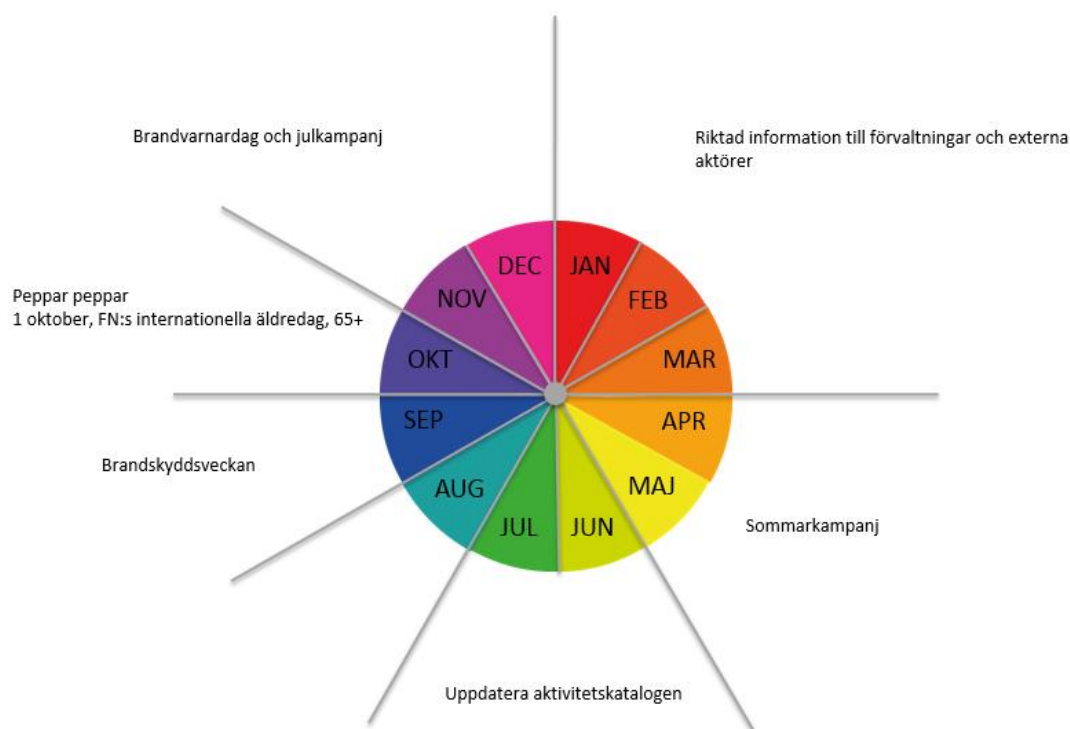 Brandvarnardag och julkampanj
Riktad information till förvaltningar och externa
aktörer
DEC
JAN
NOV
FEB
Peppar peppar
1 oktober, FN:s internationella äldredag, 65+
OKT
MAR
SEP
APR
Brandskyddsveckan
AUG
MAJ
JUL
JUN
Sommarkampanj
Uppdatera aktivitetskatalogen